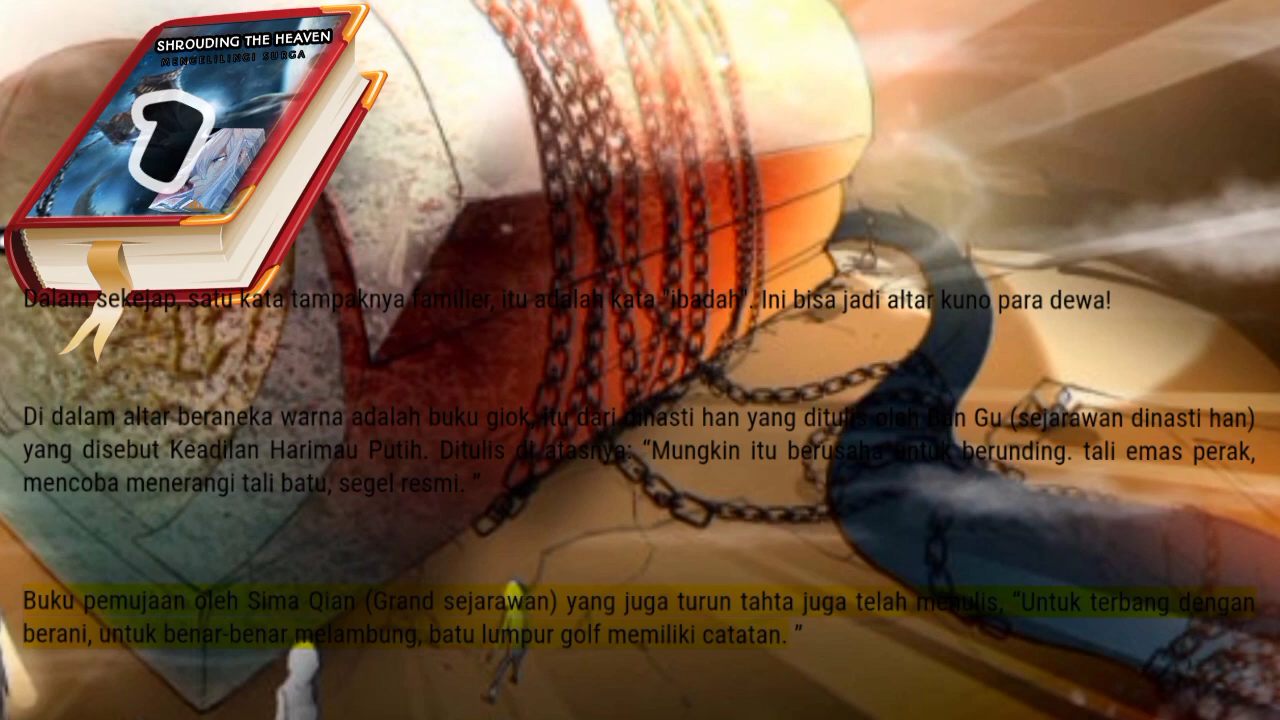 SHROUDING THE HEAVEN
MENGELILINGI SURGA
1
Dalam sekejap, satu kata tampaknya familier, itu adalah kata "ibadah". Ini bisa jadi altar kuno para dewa!
Di dalam altar beraneka warna adalah buku giok, itu dari dinasti han yang ditulis olah Ban Gu (sejarawan dinasti han)
yang disebut Keadilan Harimau Putih. Ditulis di atasnya: “Mungkin itu berusaha untuk berunding. tali emas perak,
mencoba menerangi tali batu, segel resmi. ”
Buku pemujaan oleh Sima Qian (Grand sejarawan) yang juga turun tahta juga telah menulis, “Untuk terbang dengan
berani, untuk benar-benar melambung, batu lumpur golf memiliki catatan. ”